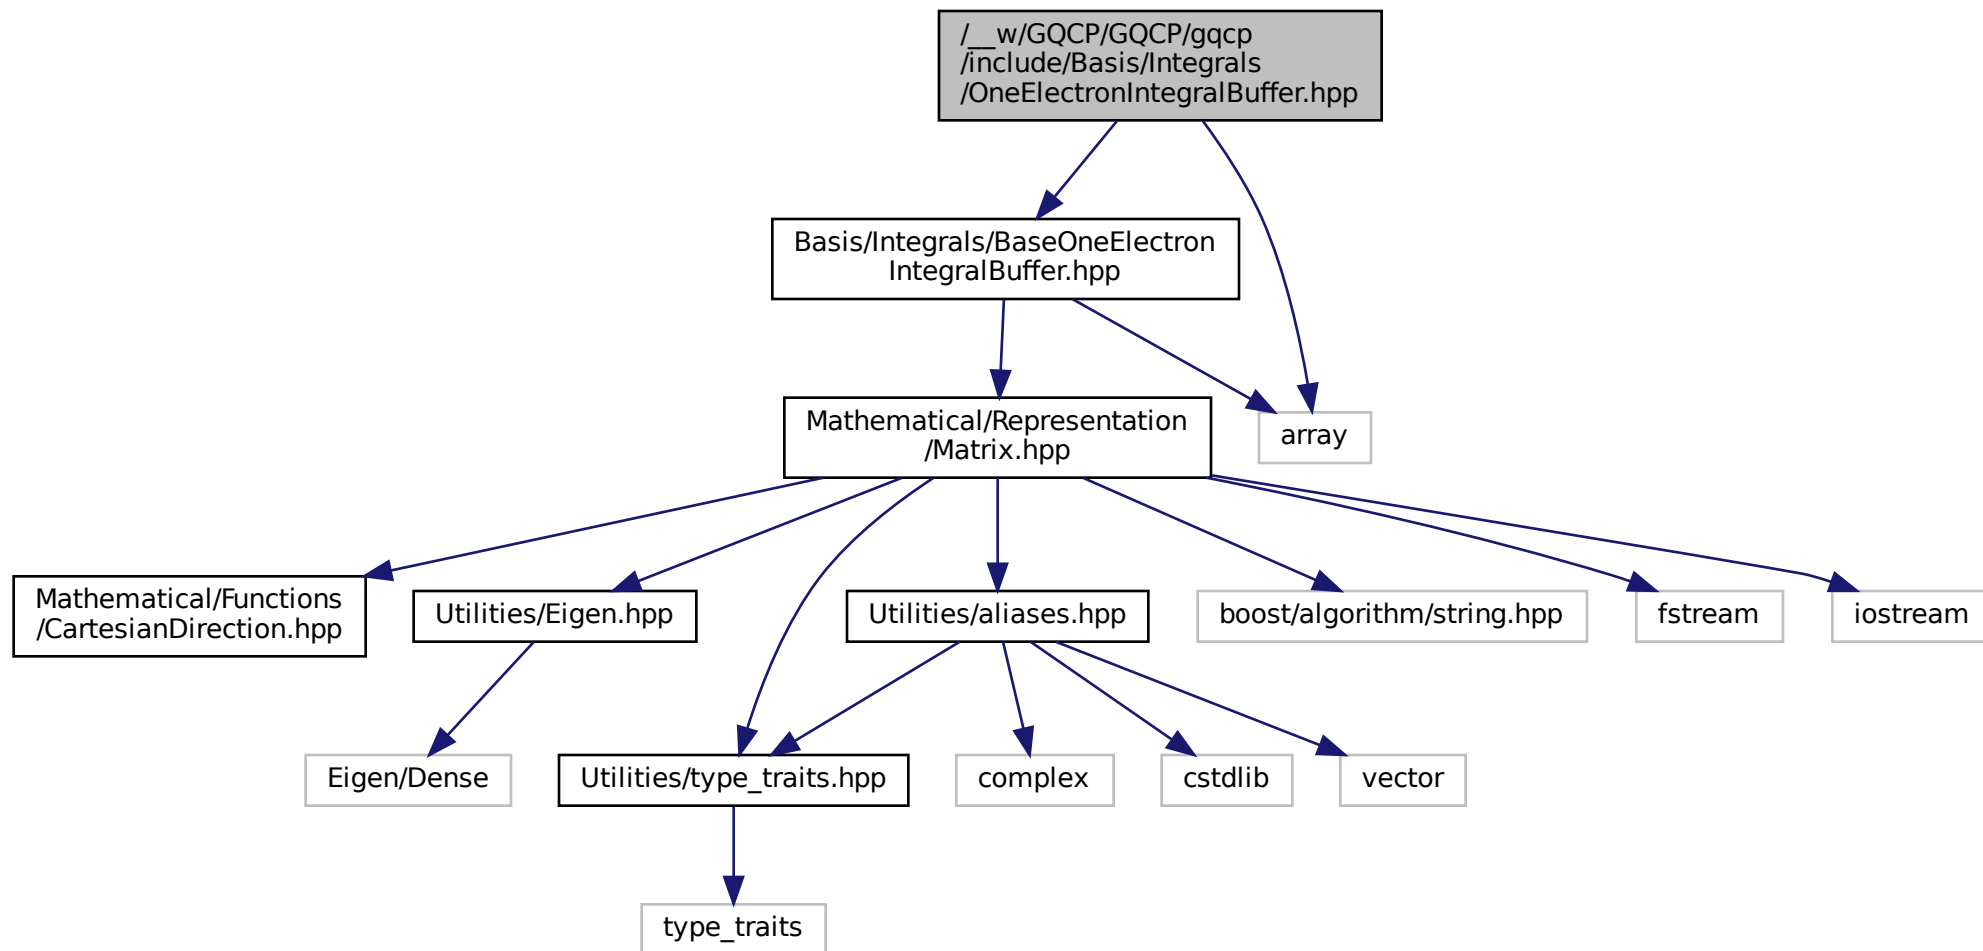 /__w/GQCP/GQCP/gqcp
/include/Basis/Integrals
/OneElectronIntegralBuffer.hpp
Basis/Integrals/BaseOneElectron
IntegralBuffer.hpp
Mathematical/Representation
/Matrix.hpp
array
Mathematical/Functions
/CartesianDirection.hpp
Utilities/Eigen.hpp
Utilities/aliases.hpp
boost/algorithm/string.hpp
fstream
iostream
Eigen/Dense
Utilities/type_traits.hpp
complex
cstdlib
vector
type_traits